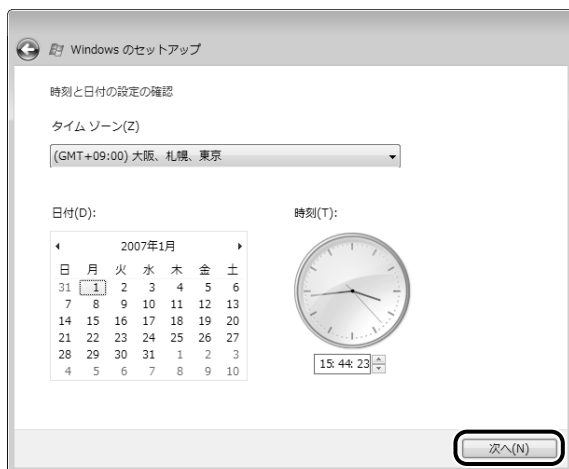 Windows のセットアップ
時刻と日付の設定の確認
タイム ゾーン(Z)
(GMT+09:00) 大阪、札幌、東京
日付(D):
2007年1月
日 月 火 水 木 金 土
31 1 2 3 4 5 6
7 8 9 10 11 12 13
14 15 16 17 18 19 20
21 22 23 24 25 26 27
28 29 30 31 1 2 3
4 5 6 7 8 9 10
時刻(T):
15: 44: 23
次へ(N)